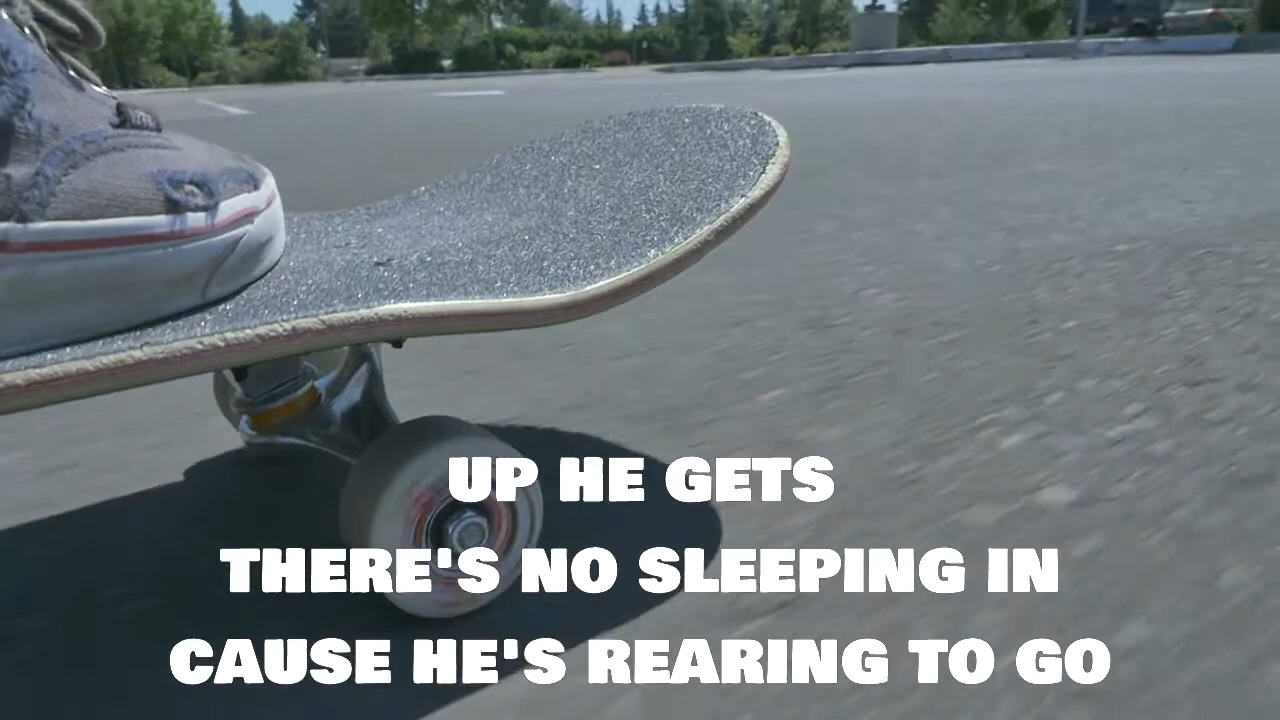 UP HE GETS
THERE'S NO SLEEPING IN
CAUSE HE'S REARING TO GO